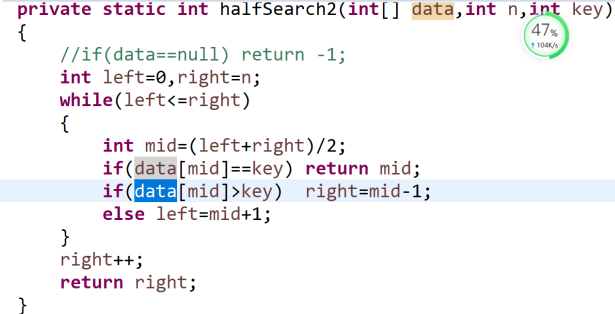 private static int halfSearch2(int[] data,int n,int key)
{
//if(data==null) return -1;
int left=0,right=n;
while(left<=right)
{
int mid=(left+right)/2;
if(data[mid]==key) return mid;
if(data[mid]>key)  right=mid-1;
else left=mid+1;
}
right++;
return right;
}
47%
↑ 104K/s